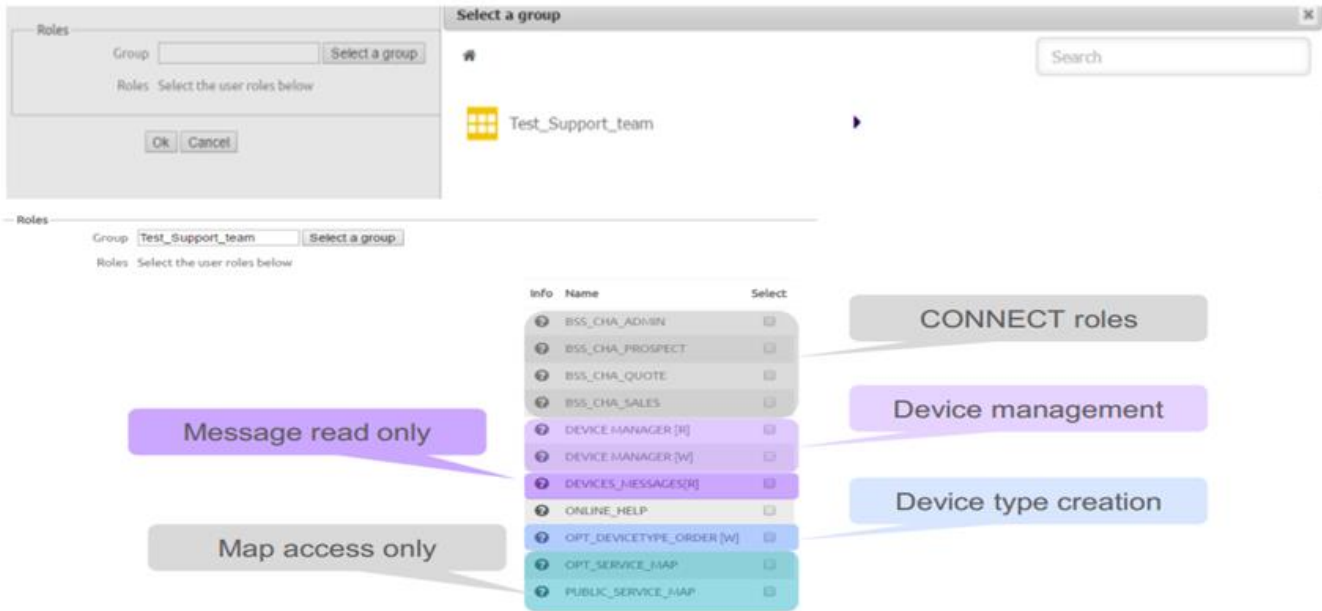 Roles
Group Select a group
Roles Select the user roles below
Ok Cancel
Select a group
Search
Test_Support_team
Roles
Group Test_Support_team Select a group
Roles Select the user roles below
Info Name Select
BSS_CHA_ADMIN
BSS_CHA_PROSPECT
BSS_CHA_QUOTE
BSS_CHA_SALES
DEVICE MANAGER [R]
DEVICE MANAGER [W]
DEVICES_MESSAGES[R]
ONLINE_HELP
OPT_DEVICETYPE_ORDER [W]
OPT_SERVICE_MAP
PUBLIC_SERVICE_MAP
CONNECT roles
Device management
Message read only
Device type creation
Map access only